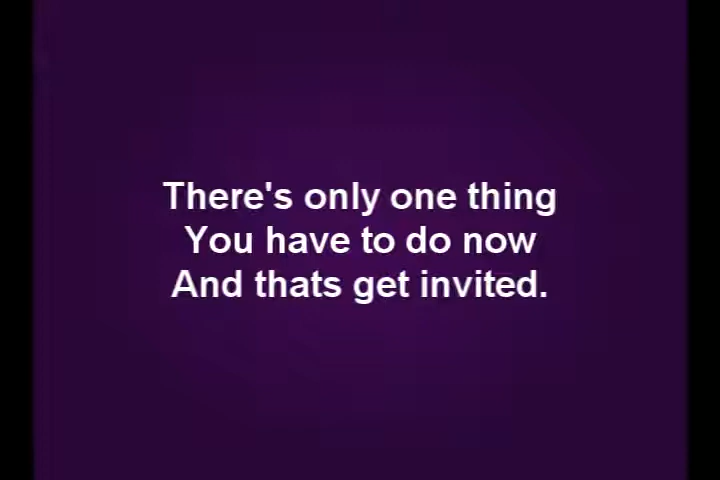 There's only one thing
You have to do now
And thats get invited.